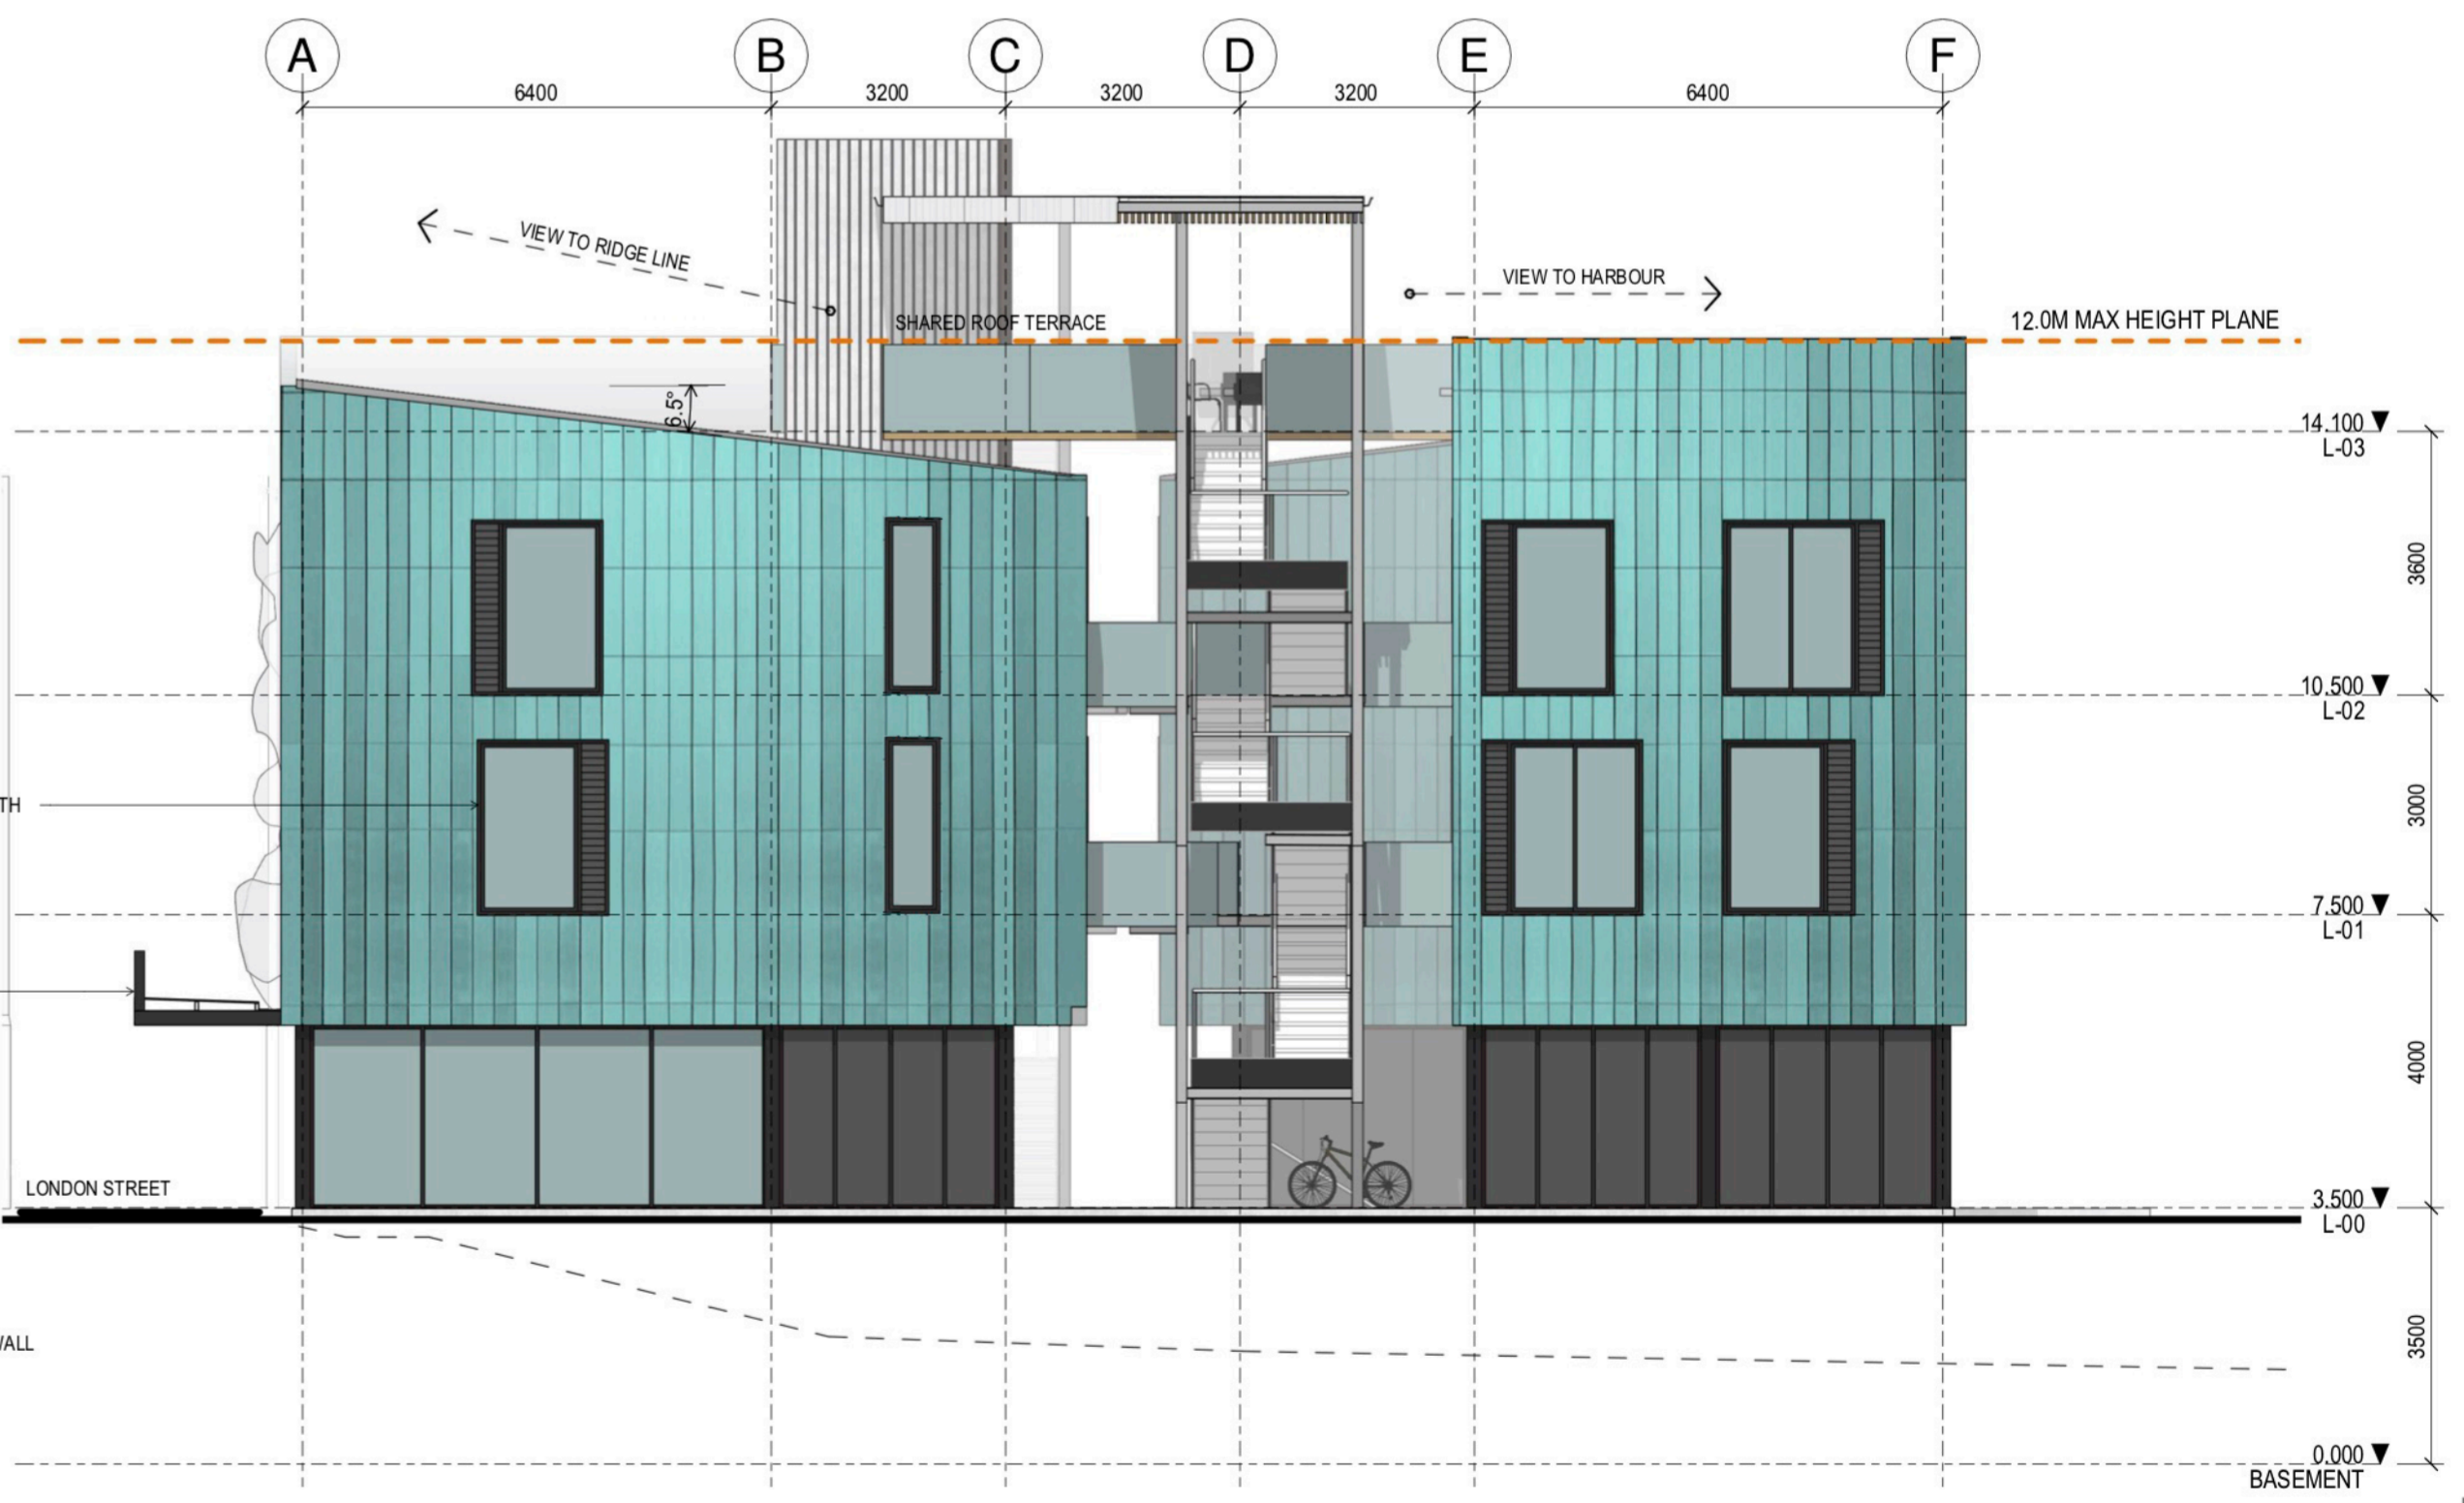 A
B
C
D
E
F
6400
3200
3200
3200
6400
VIEW TO RIDGE LINE
VIEW TO HARBOUR
SHARED ROOF TERRACE
12.0M MAX HEIGHT PLANE
6.5°
14.100
L-03
3600
10.500
L-02
TH
3000
7.500
L-01
4000
LONDON STREET
3.500
L-00
3500
/ALL
0.000
BASEMENT